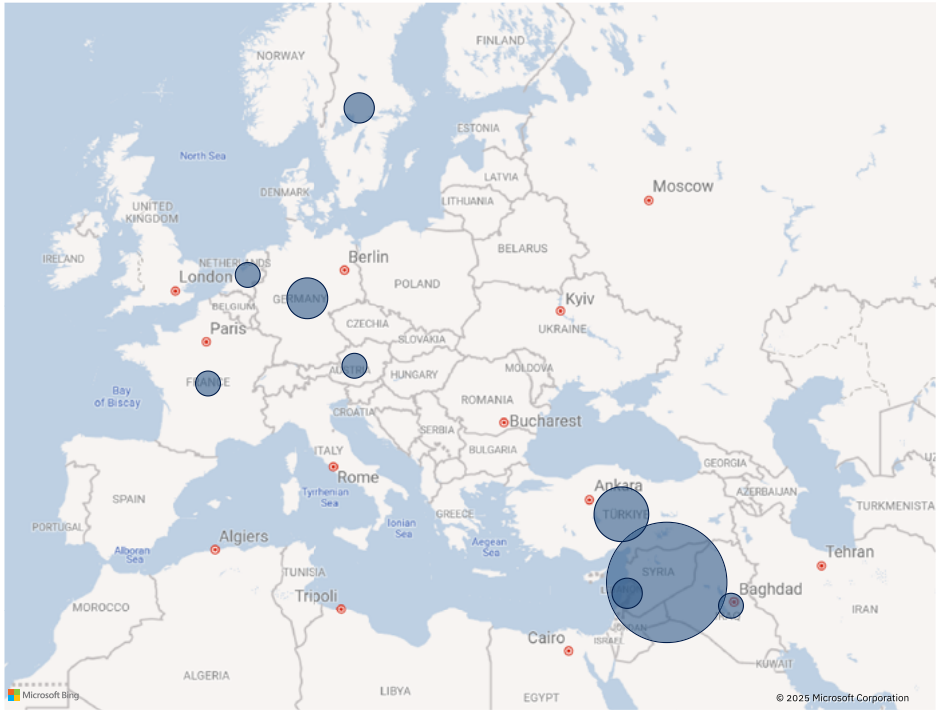 FINLAND
NORWAY
ESTONIA
North Sea
LATVIA
Moscow
DENMARK
LITHUANIA
UNITED
KINGDOM
BELARUS
IRELAND
NETHERLANDS
Berlin
London
POLAND
GERMANY
Kyiv
BELGIUM
UKRAINE
Paris
CZECHIA
SLOVAKIA
AUSTRIA
HUNGARY
MOLDOVA
FRANCE
Bay
of Biscay
ROMANIA
CROATIA
Bucharest
SERBIA
ITALY
BULGARIA
GEORGIA
Rome
Ankara
AZERBAIJAN
SPAIN
Tyrrhenian
Sea
TURKMENISTA
TÜRKIYE
GREECE
PORTUGAL
Ionian
Sea
Algiers
Aegean
Sea
Alboran
Sea
Tehran
TUNISIA
SYRIA
Baghdad
Tripoli
MOROCCO
IRAN
Cairo
ISRAEL
KUWAIT
ALGERIA
LIBYA
EGYPT
Microsoft Bing
© 2025 Microsoft Corporation